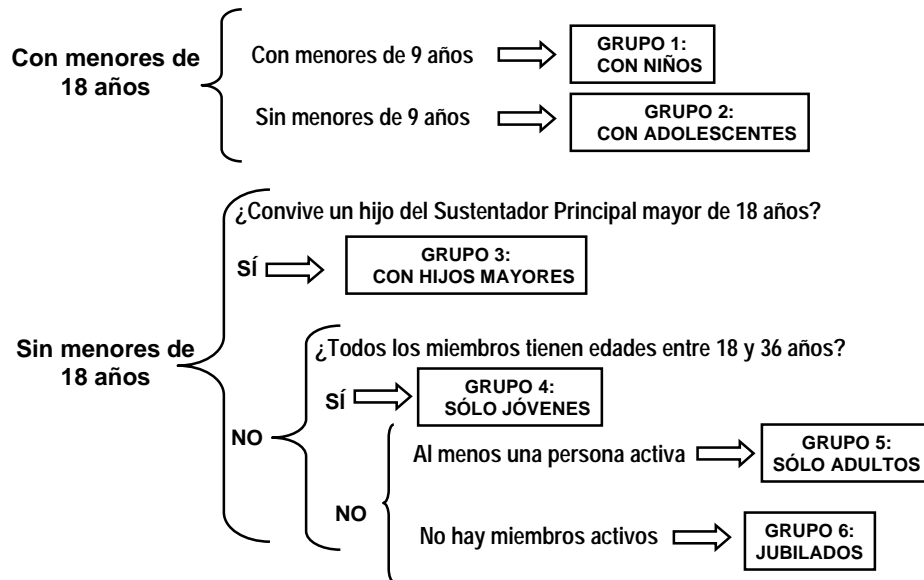 Con menores de
18 años
Con menores de 9 años
GRUPO 1:
CON NIÑOS
Sin menores de 9 años
GRUPO 2:
CON ADOLESCENTES
Sin menores de
18 años
¿Convive un hijo del Sustentador Principal mayor de 18 años?
SÍ
GRUPO 3:
CON HIJOS MAYORES
NO
¿Todos los miembros tienen edades entre 18 y 36 años?
SÍ
GRUPO 4:
SÓLO JÓVENES
NO
Al menos una persona activa
GRUPO 5:
SÓLO ADULTOS
No hay miembros activos
GRUPO 6:
JUBILADOS